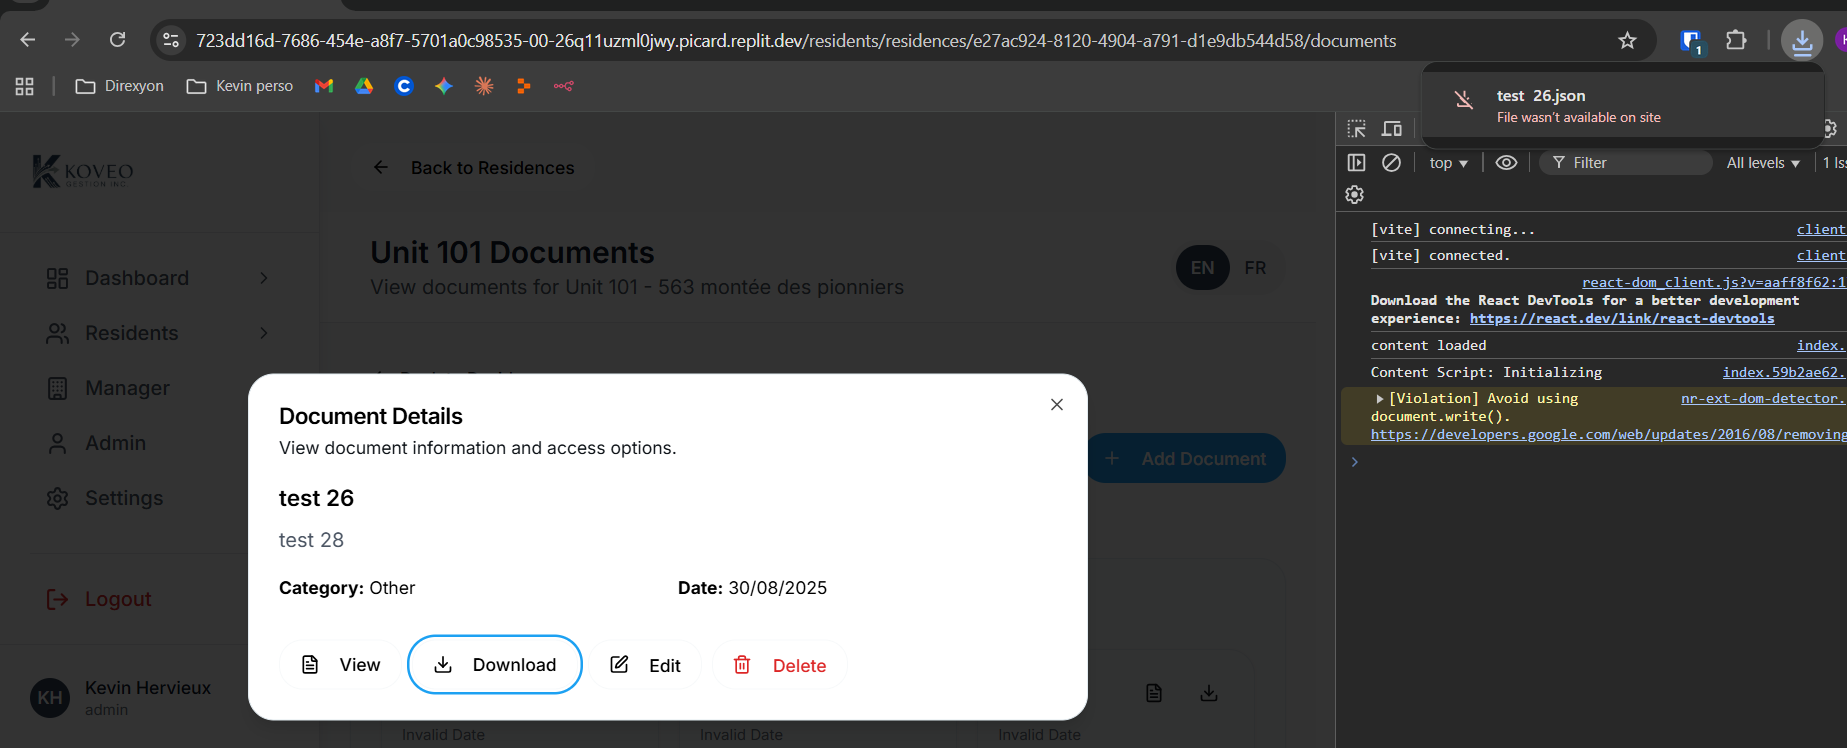 723dd16d-7686-454e-a8f7-5701a0c98535-00-26q11uzml0jwy.picard.replit.dev/residents/residences/e27ac924-8120-4904-a791-d1e9db544d58/documents
1
Direxyon
Kevin perso
test 26.json
File wasn't available on site
KOVEO
GESTION INC.
Back to Residences
Unit 101 Documents
View documents for Unit 101 - 563 montée des pionniers
EN
FR
Dashboard
Residents
Manager
Admin
Settings
Logout
KH
Kevin Hervieux
admin
Add Document
Document Details
View document information and access options.
test 26
test 28
Category: Other
Date: 30/08/2025
View
Download
Edit
Delete
Invalid Date
Invalid Date
Invalid Date
top
Filter
All levels
1 Iss
[vite] connecting...
client
[vite] connected.
client
react-dom_client.js?v=aaff8f62:1
Download the React DevTools for a better development
experience: https://react.dev/link/react-devtools
content loaded
index.
Content Script: Initializing
index.59b2ae62.
[Violation] Avoid using
nr-ext-dom-detector.
document.write().
https://developers.google.com/web/updates/2016/08/removing